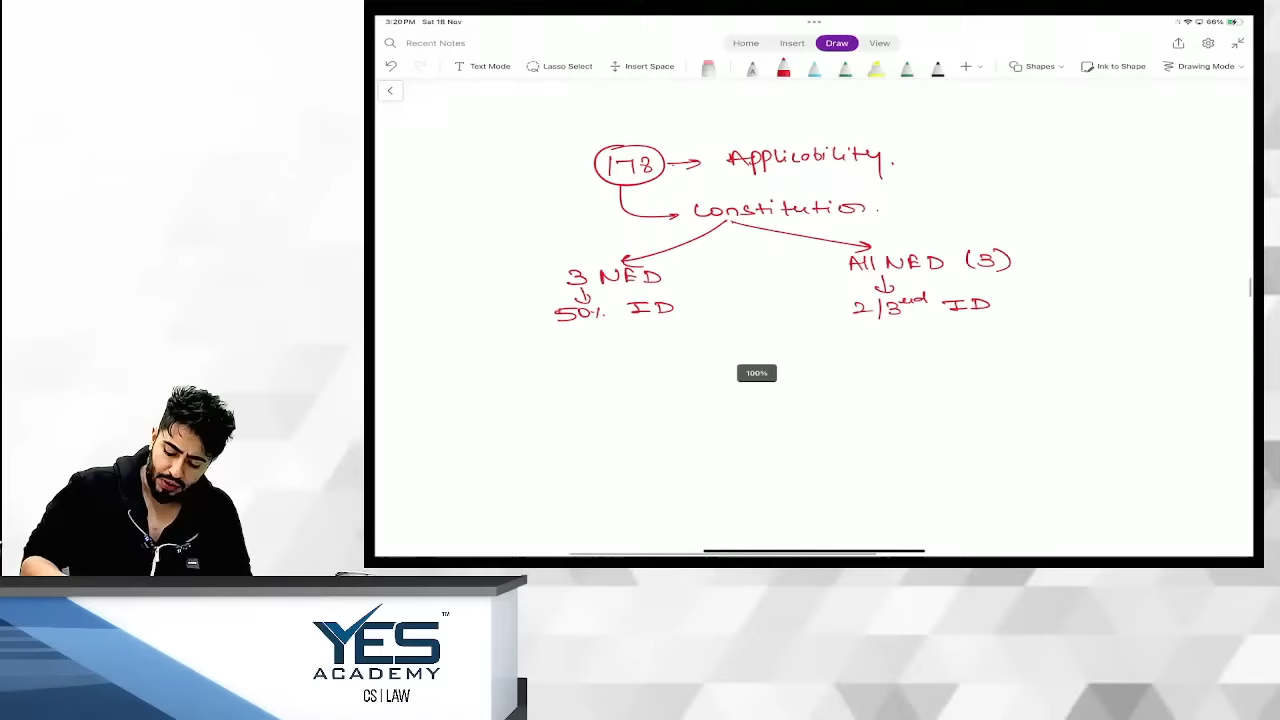 3:20 PM Sat 18 Nov
66%
Recent Notes
Home Insert Draw View
Text Mode Lasso Select Insert Space Shapes Ink to Shape Drawing Mode
178 → Applicability.
Constitution.
3 NED
All NED (3)
50% ID
2/3rd ID
100%
YES
TM
ACADEMY
CS | LAW